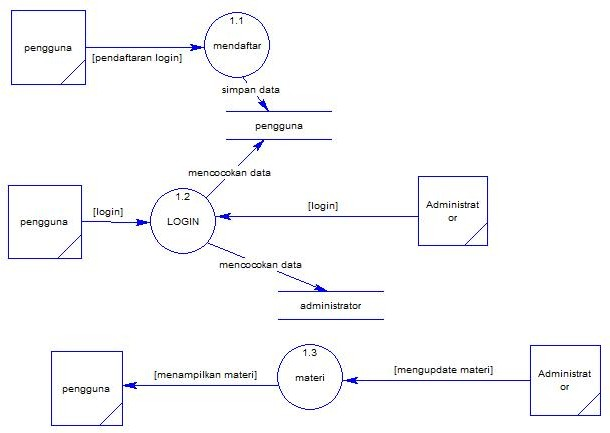 1.1
pengguna
mendaftar
[pendaftaran login]
simpan data
pengguna
mencocokan data
1.2
[login]
[login]
Administrat
or
pengguna
LOGIN
mencocokan data
administrator
1.3
[menampilkan materi]
[mengupdate materi]
pengguna
materi
Administrat
or